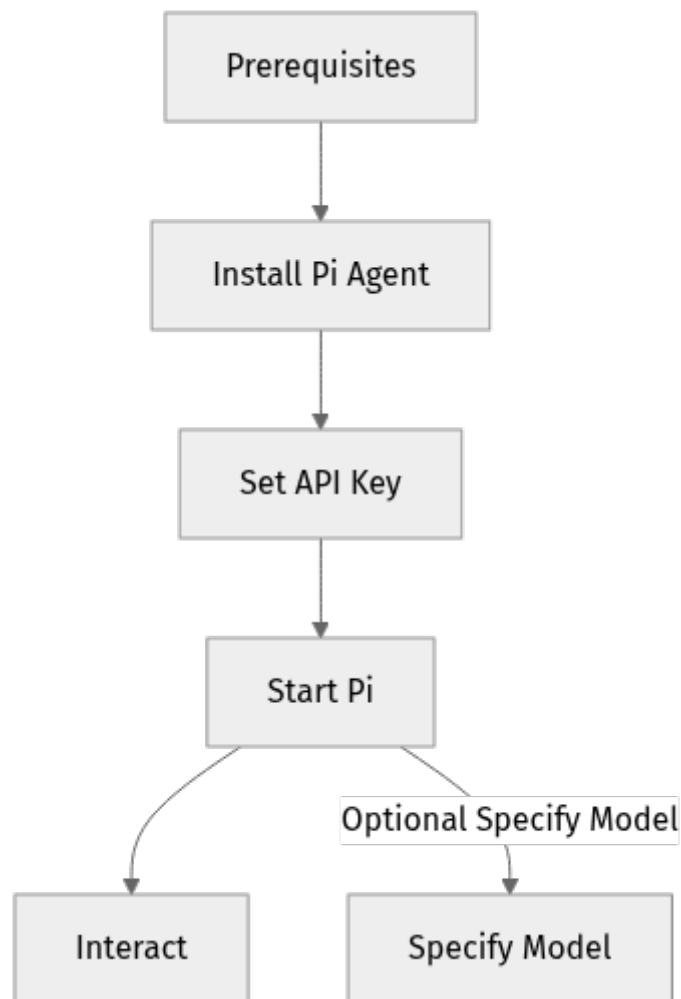 Prerequisites
Install Pi Agent
Set API Key
Start Pi
Optional Specify Model
Interact
Specify Model